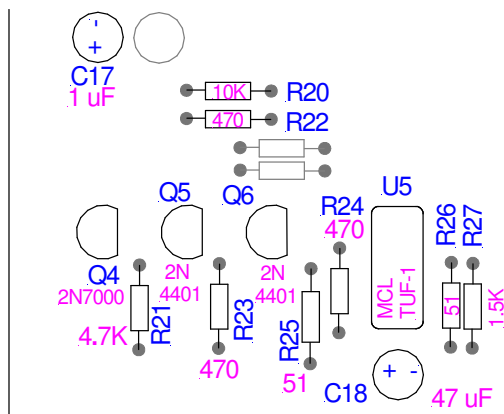 -
+
C17
1 uF
10K R20
470 R22
Q5
Q6
U5
R24
470
R26
R27
Q4
2N7000
2N
4401
2N
4401
MCL
TUF-1
51
1.5K
4.7K
R21
R23
470
R25
51
C18
+ -
47 uF